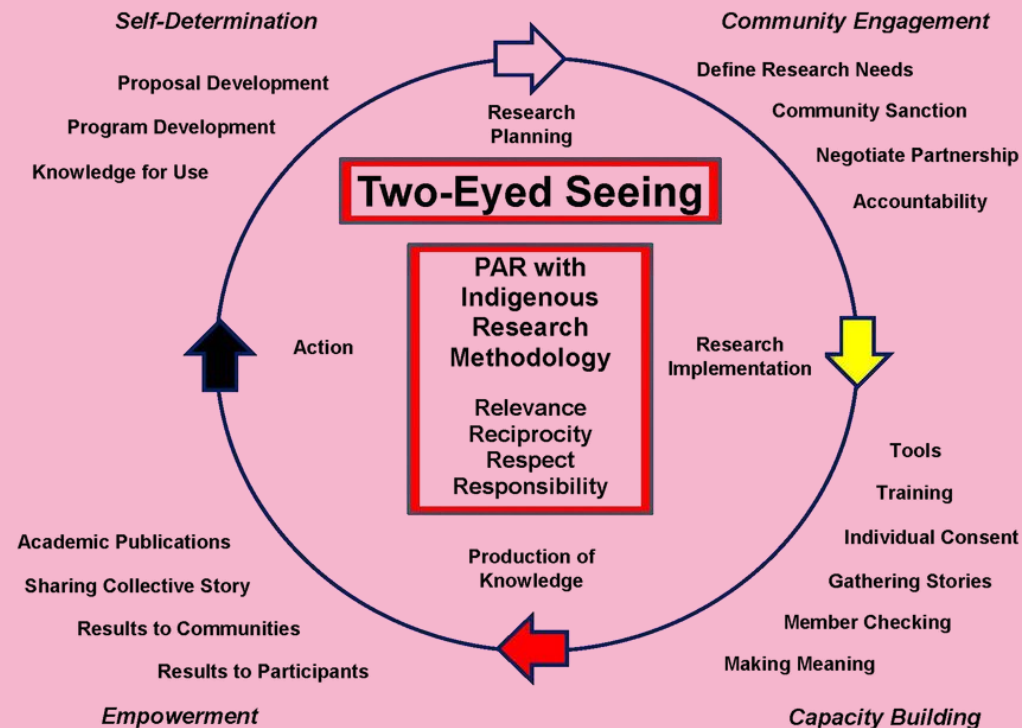 Self-Determination
Community Engagement
Proposal Development
Program Development
Knowledge for Use
Define Research Needs
Community Sanction
Negotiate Partnership
Accountability
Research
Planning
Two-Eyed Seeing
PAR with
Indigenous
Research
Methodology
Relevance
Reciprocity
Respect
Responsibility
Action
Research
Implementation
Tools
Training
Individual Consent
Gathering Stories
Member Checking
Making Meaning
Production of
Knowledge
Academic Publications
Sharing Collective Story
Results to Communities
Results to Participants
Empowerment
Capacity Building